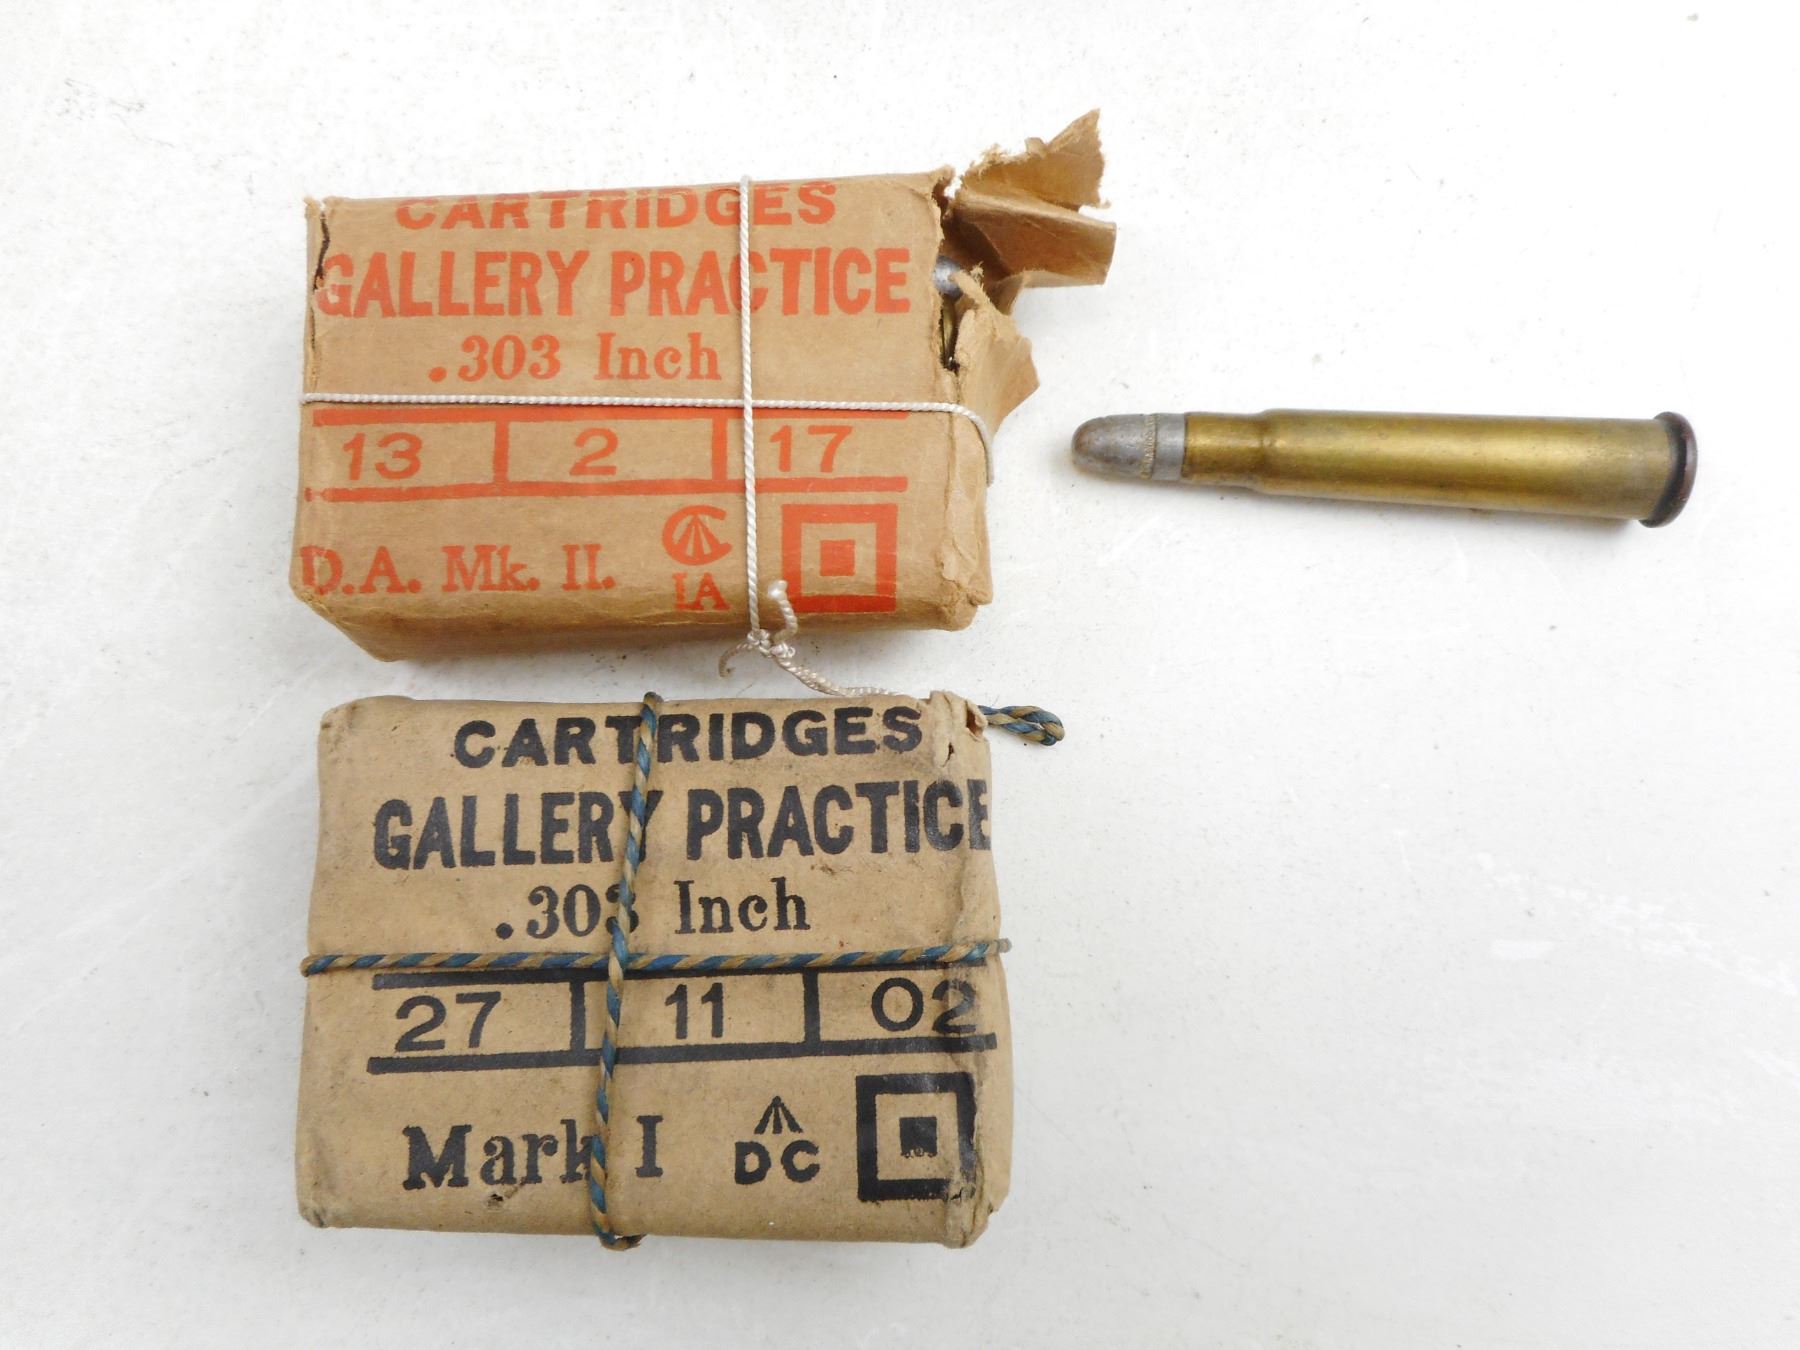 CARTRIDGES
GALLERY PRACTICE
.303 Inch
13 2 17
D.A. Mk. II.
C
IA
CARTRIDGES
GALLERY PRACTICE
.303 Inch
27 11 02
Mark I
DC